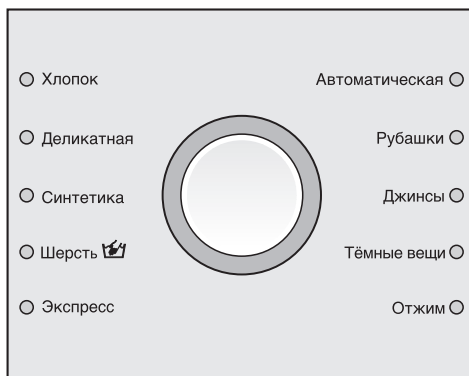 Хлопок
Деликатная
Синтетика
Шерсть
Экспресс
Автоматическая
Рубашки
Джинсы
Тёмные вещи
Отжим